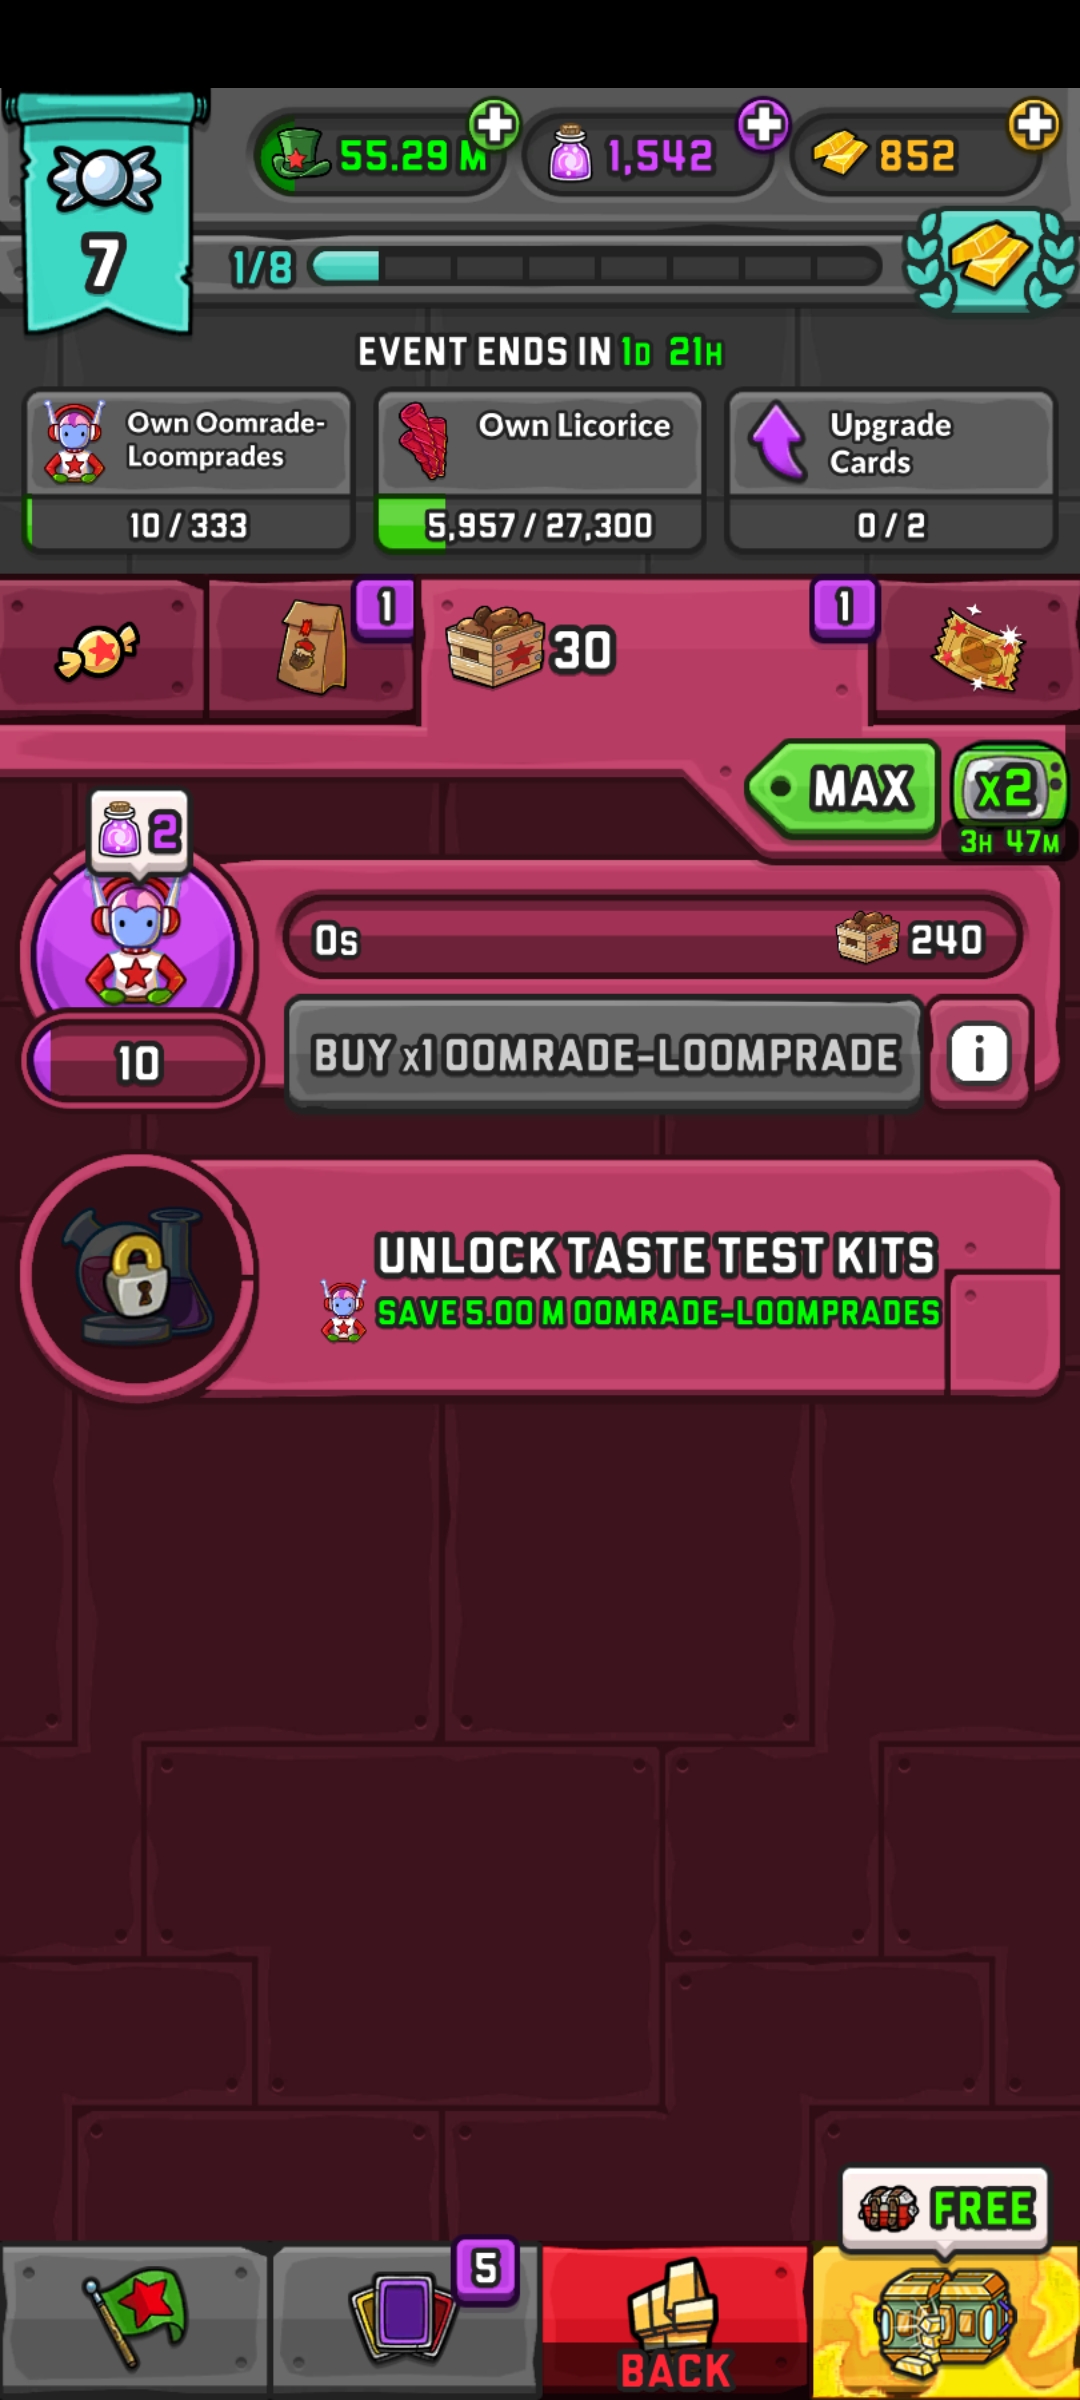 55.29 M
1,542
852
7
1/8
EVENT ENDS IN 1D 21H
Own Oomrade-
Loomprades
10 / 333
Own Licorice
5,957 / 27,300
Upgrade
Cards
0 / 2
1
30
1
MAX
x2
3H 47M
2
0s
240
10
BUY x1 OOMRADE-LOOMPRADE
i
UNLOCK TASTE TEST KITS
SAVE 5.00 M OOMRADE-LOOMPRADES
FREE
5
BACK